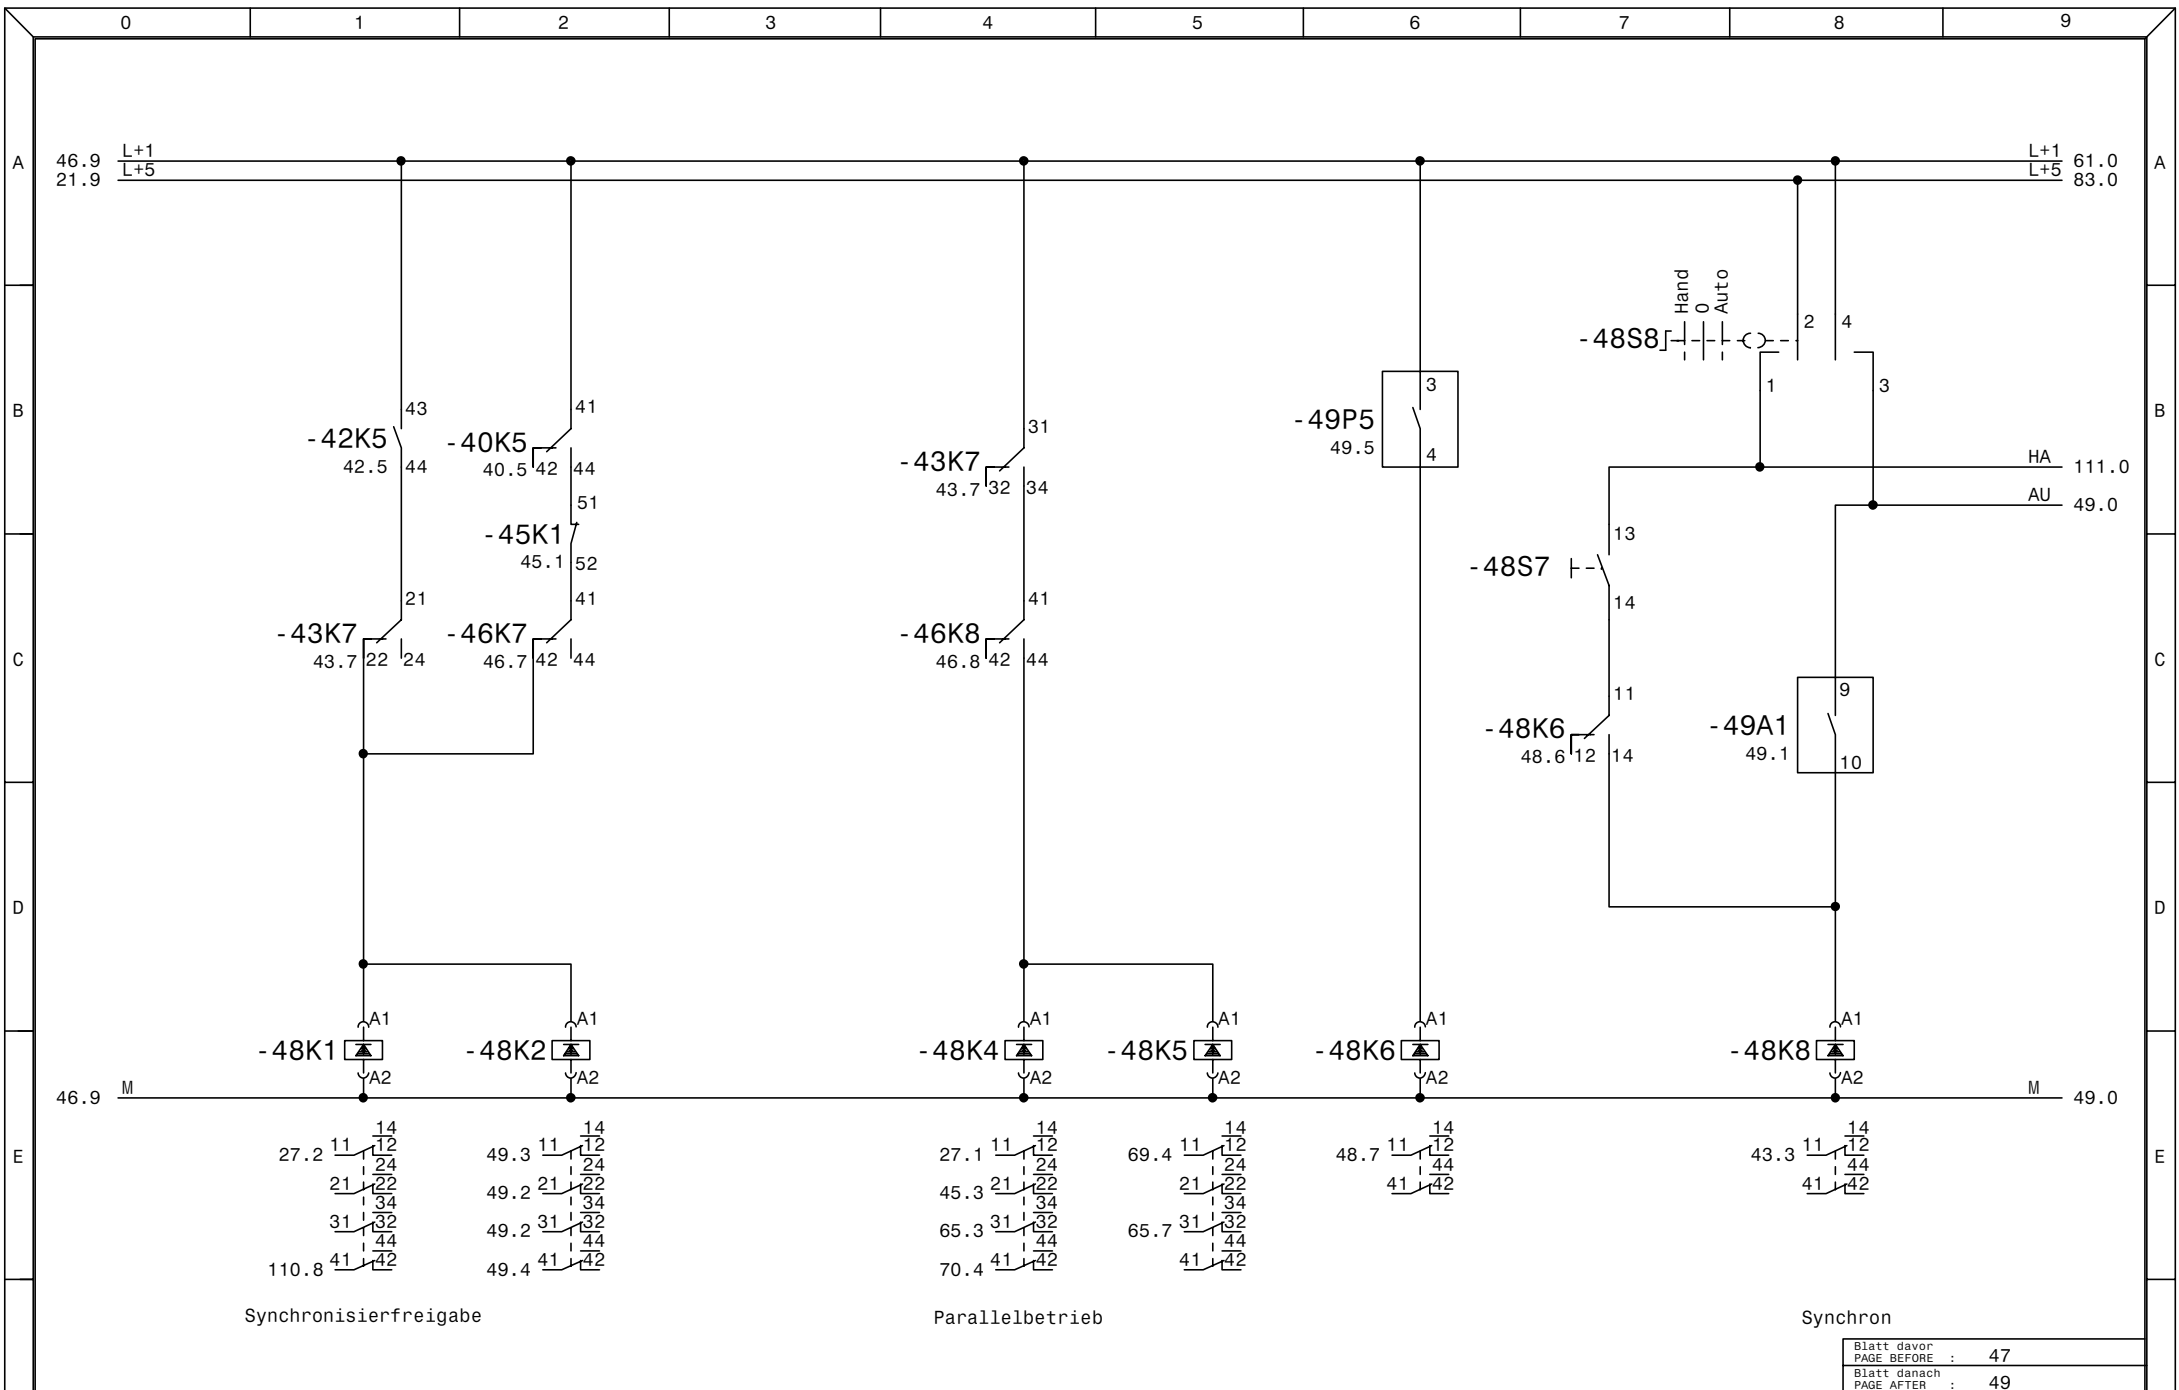 0 1 2 3 4 5 6 7 8 9
A 46.9 L+1 L+1 61.0 A
21.9 L+5 L+5 83.0
Hand
0
Auto
-48S8 2 4
1 3
-49P5 3
49.5 4
B B
43 41
-42K5 -40K5
42.5 44 40.5 42 44
31
-43K7
43.7 32 34
HA 111.0
AU 49.0
51
-45K1
45.1 52
13
-48S7
14
21 41 41
-43K7 -46K7 -46K8
43.7 22 24 46.7 42 44 46.8 42 44
C C
11
-48K6
48.6 12 14
9
-49A1
49.1 10
D D
A1 A1 A1 A1 A1 A1
-48K1 -48K2 -48K4 -48K5 -48K6 -48K8
A2 A2 A2 A2 A2 A2
46.9 M M 49.0
14 14 14 14 14 14
27.2 11 12 49.3 11 12 27.1 11 12 69.4 11 12 48.7 11 12 43.3 11 12
E E
24 24 24 24 44 44
21 22 49.2 21 22 45.3 21 22 21 22 41 42 41 42
34 34 34 34
31 32 49.2 31 32 65.3 31 32 65.7 31 32
44 44 44 44
110.8 41 42 49.4 41 42 70.4 41 42 41 42
Synchronisierfreigabe Parallelbetrieb Synchron
Blatt davor
PAGE BEFORE : 47
Blatt danach
PAGE AFTER : 49